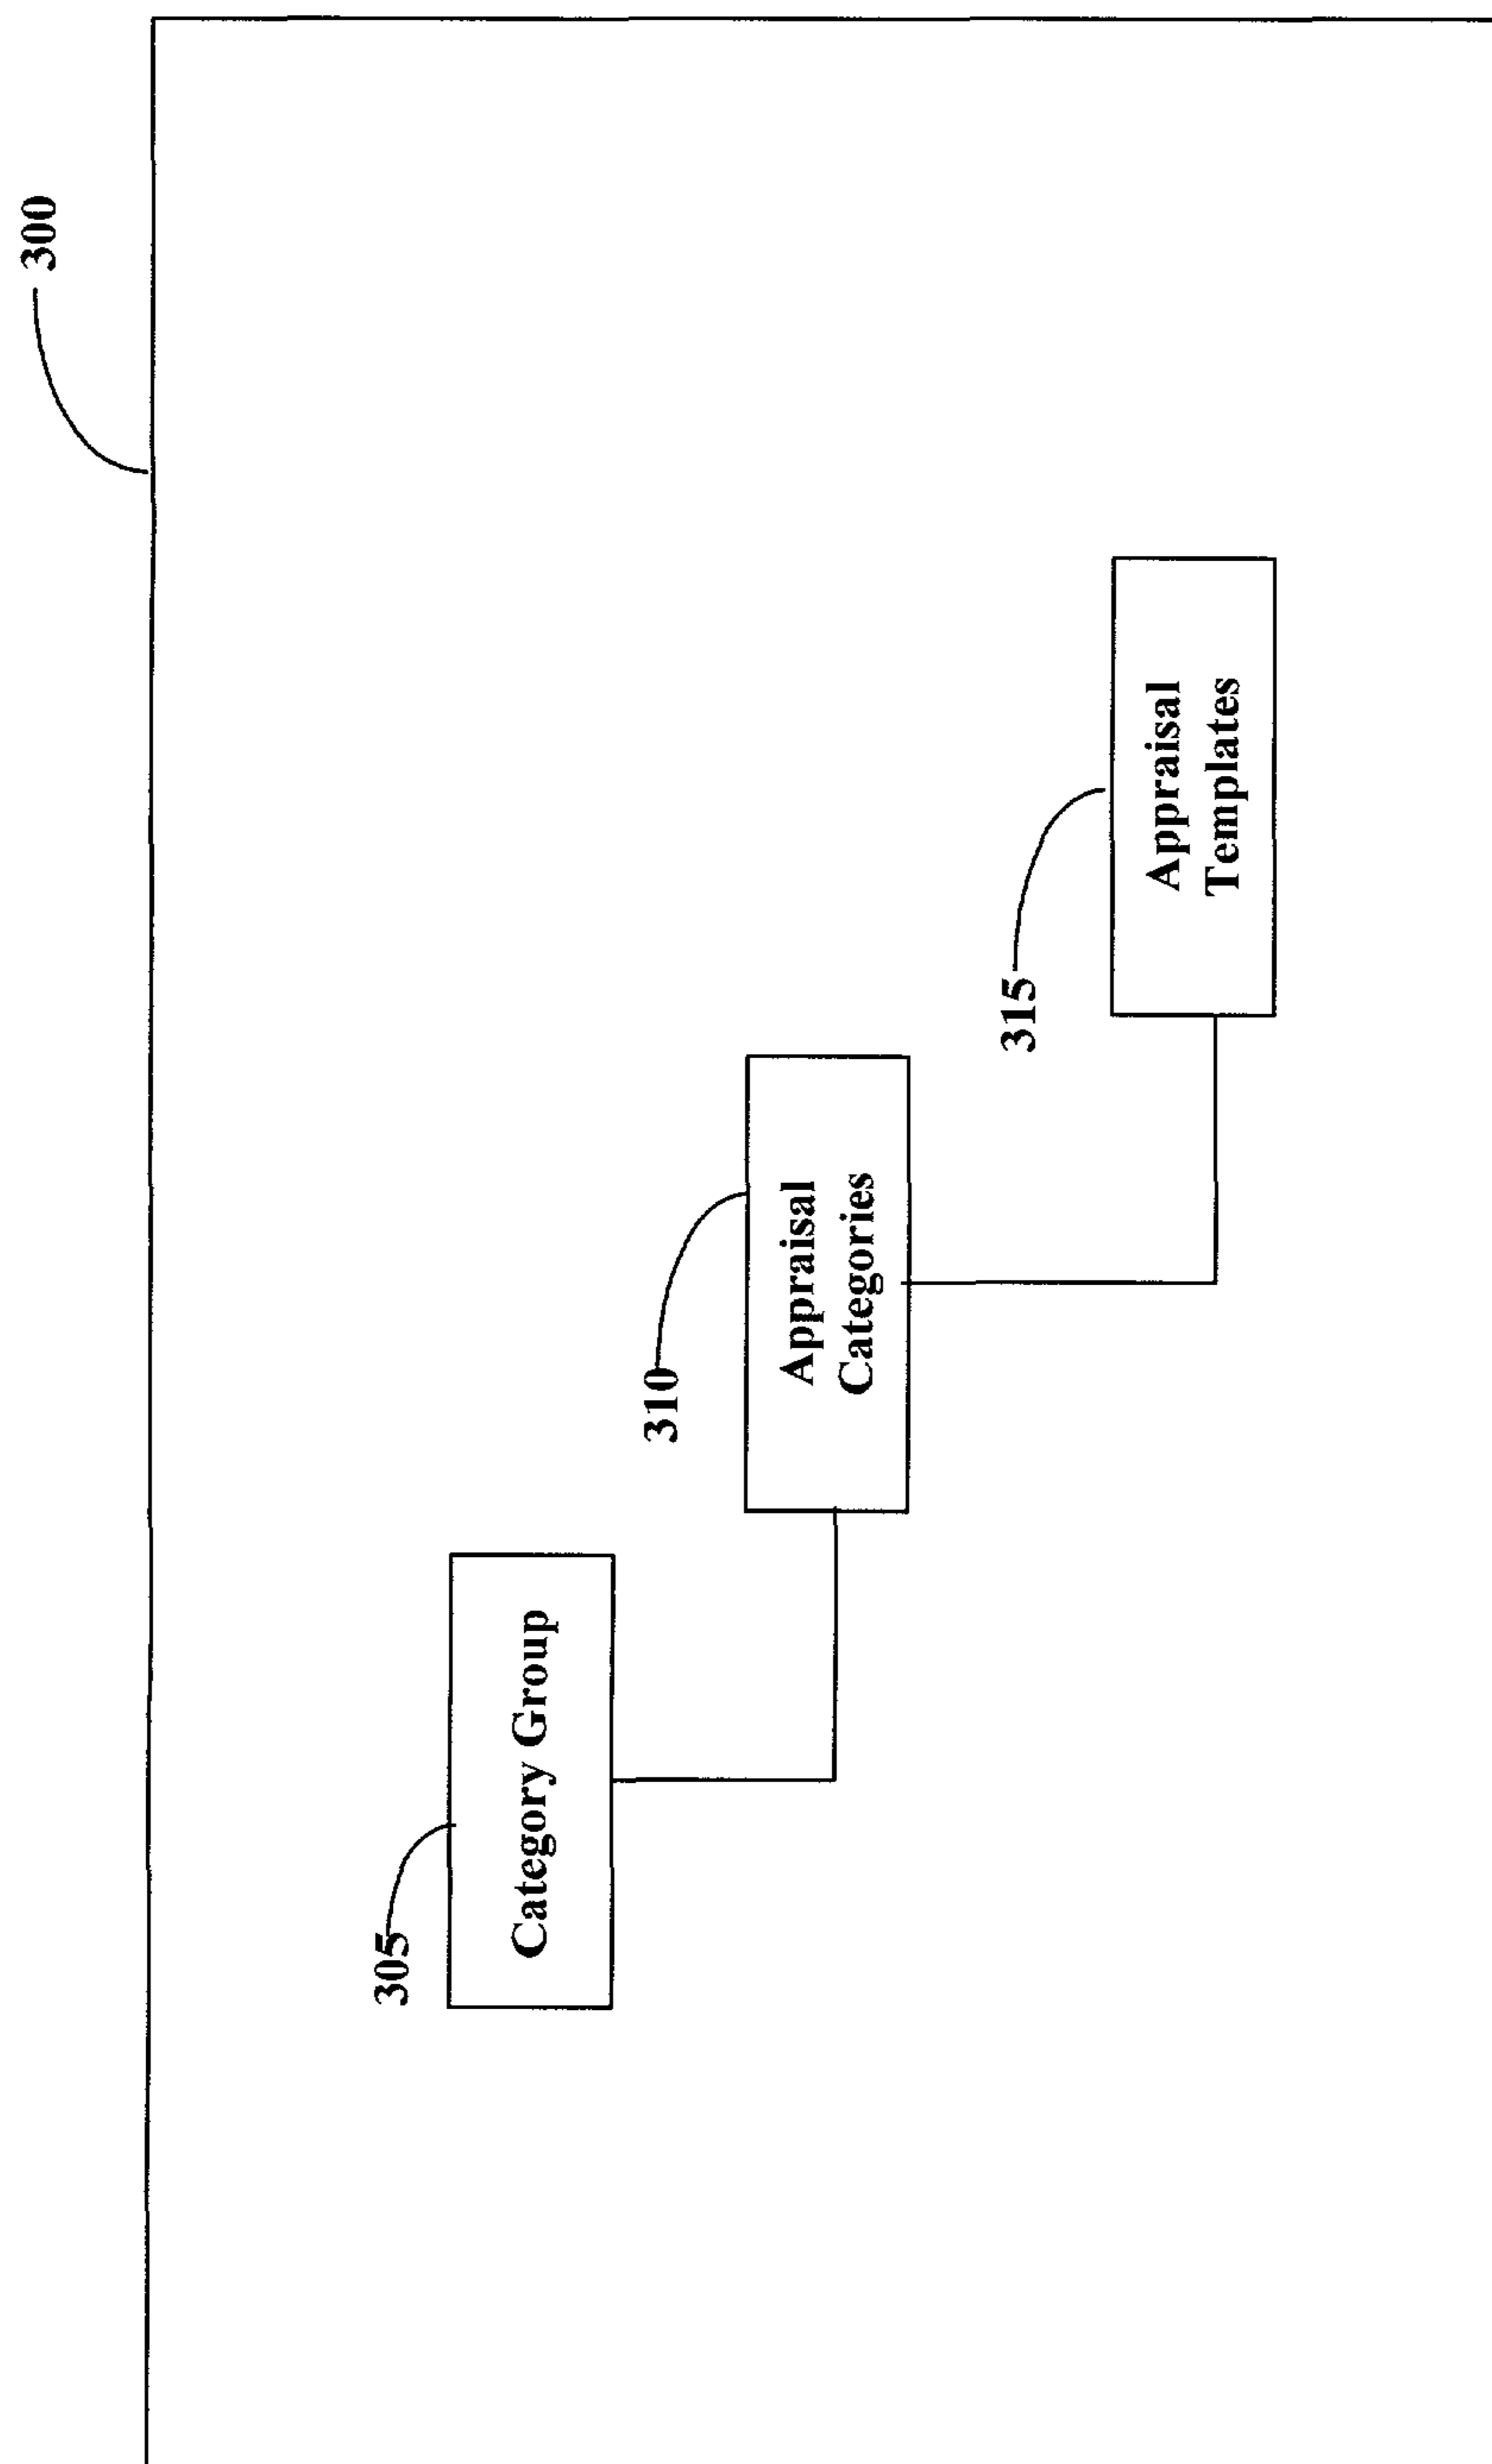 300
305
Category Group
310
Appraisal
Categories
315
Appraisal
Templates